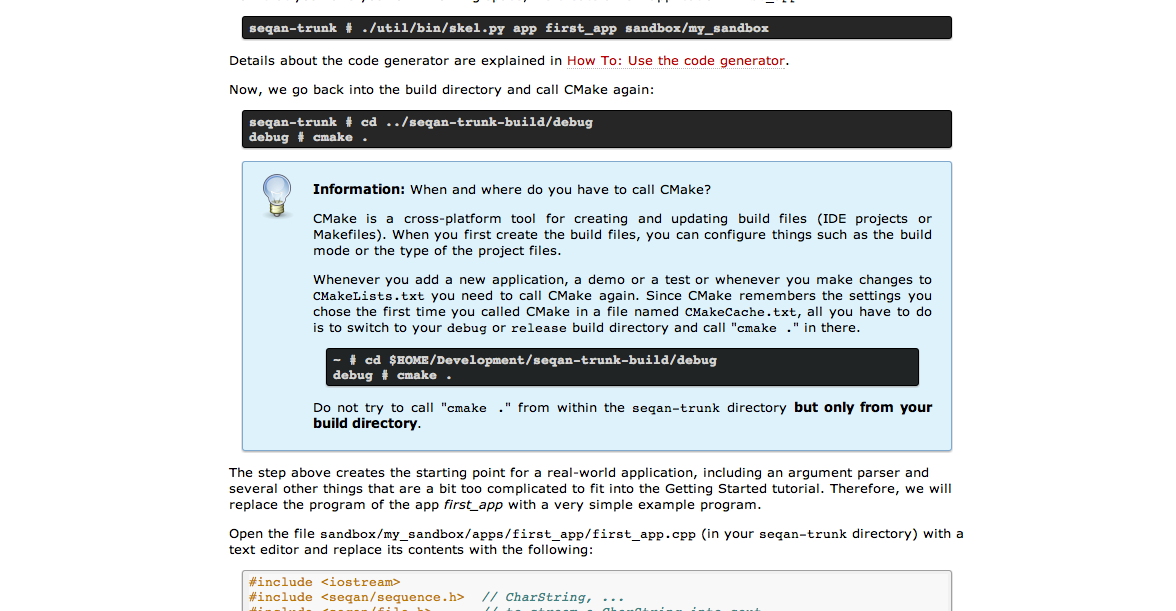 seqan-trunk # ./util/bin/skel.py app first_app sandbox/my_sandbox
Details about the code generator are explained in How To: Use the code generator.
Now, we go back into the build directory and call CMake again:
seqan-trunk # cd ../seqan-trunk-build/debug
debug # cmake .
Information: When and where do you have to call CMake?
CMake is a cross-platform tool for creating and updating build files (IDE projects or
Makefiles). When you first create the build files, you can configure things such as the build
mode or the type of the project files.
Whenever you add a new application, a demo or a test or whenever you make changes to
CMakeLists.txt you need to call CMake again. Since CMake remembers the settings you
chose the first time you called CMake in a file named CMakeCache.txt, all you have to do
is to switch to your debug or release build directory and call "cmake ." in there.
~ # cd $HOME/Development/seqan-trunk-build/debug
debug # cmake .
Do not try to call "cmake ." from within the seqan-trunk directory but only from your
build directory.
The step above creates the starting point for a real-world application, including an argument parser and
several other things that are a bit too complicated to fit into the Getting Started tutorial. Therefore, we will
replace the program of the app first_app with a very simple example program.
Open the file sandbox/my_sandbox/apps/first_app/first_app.cpp (in your seqan-trunk directory) with a
text editor and replace its contents with the following:
#include <iostream>
#include <seqan/sequence.h>  // CharString, ...
#include <seqan/file.h>      // to stream a CharString into cout